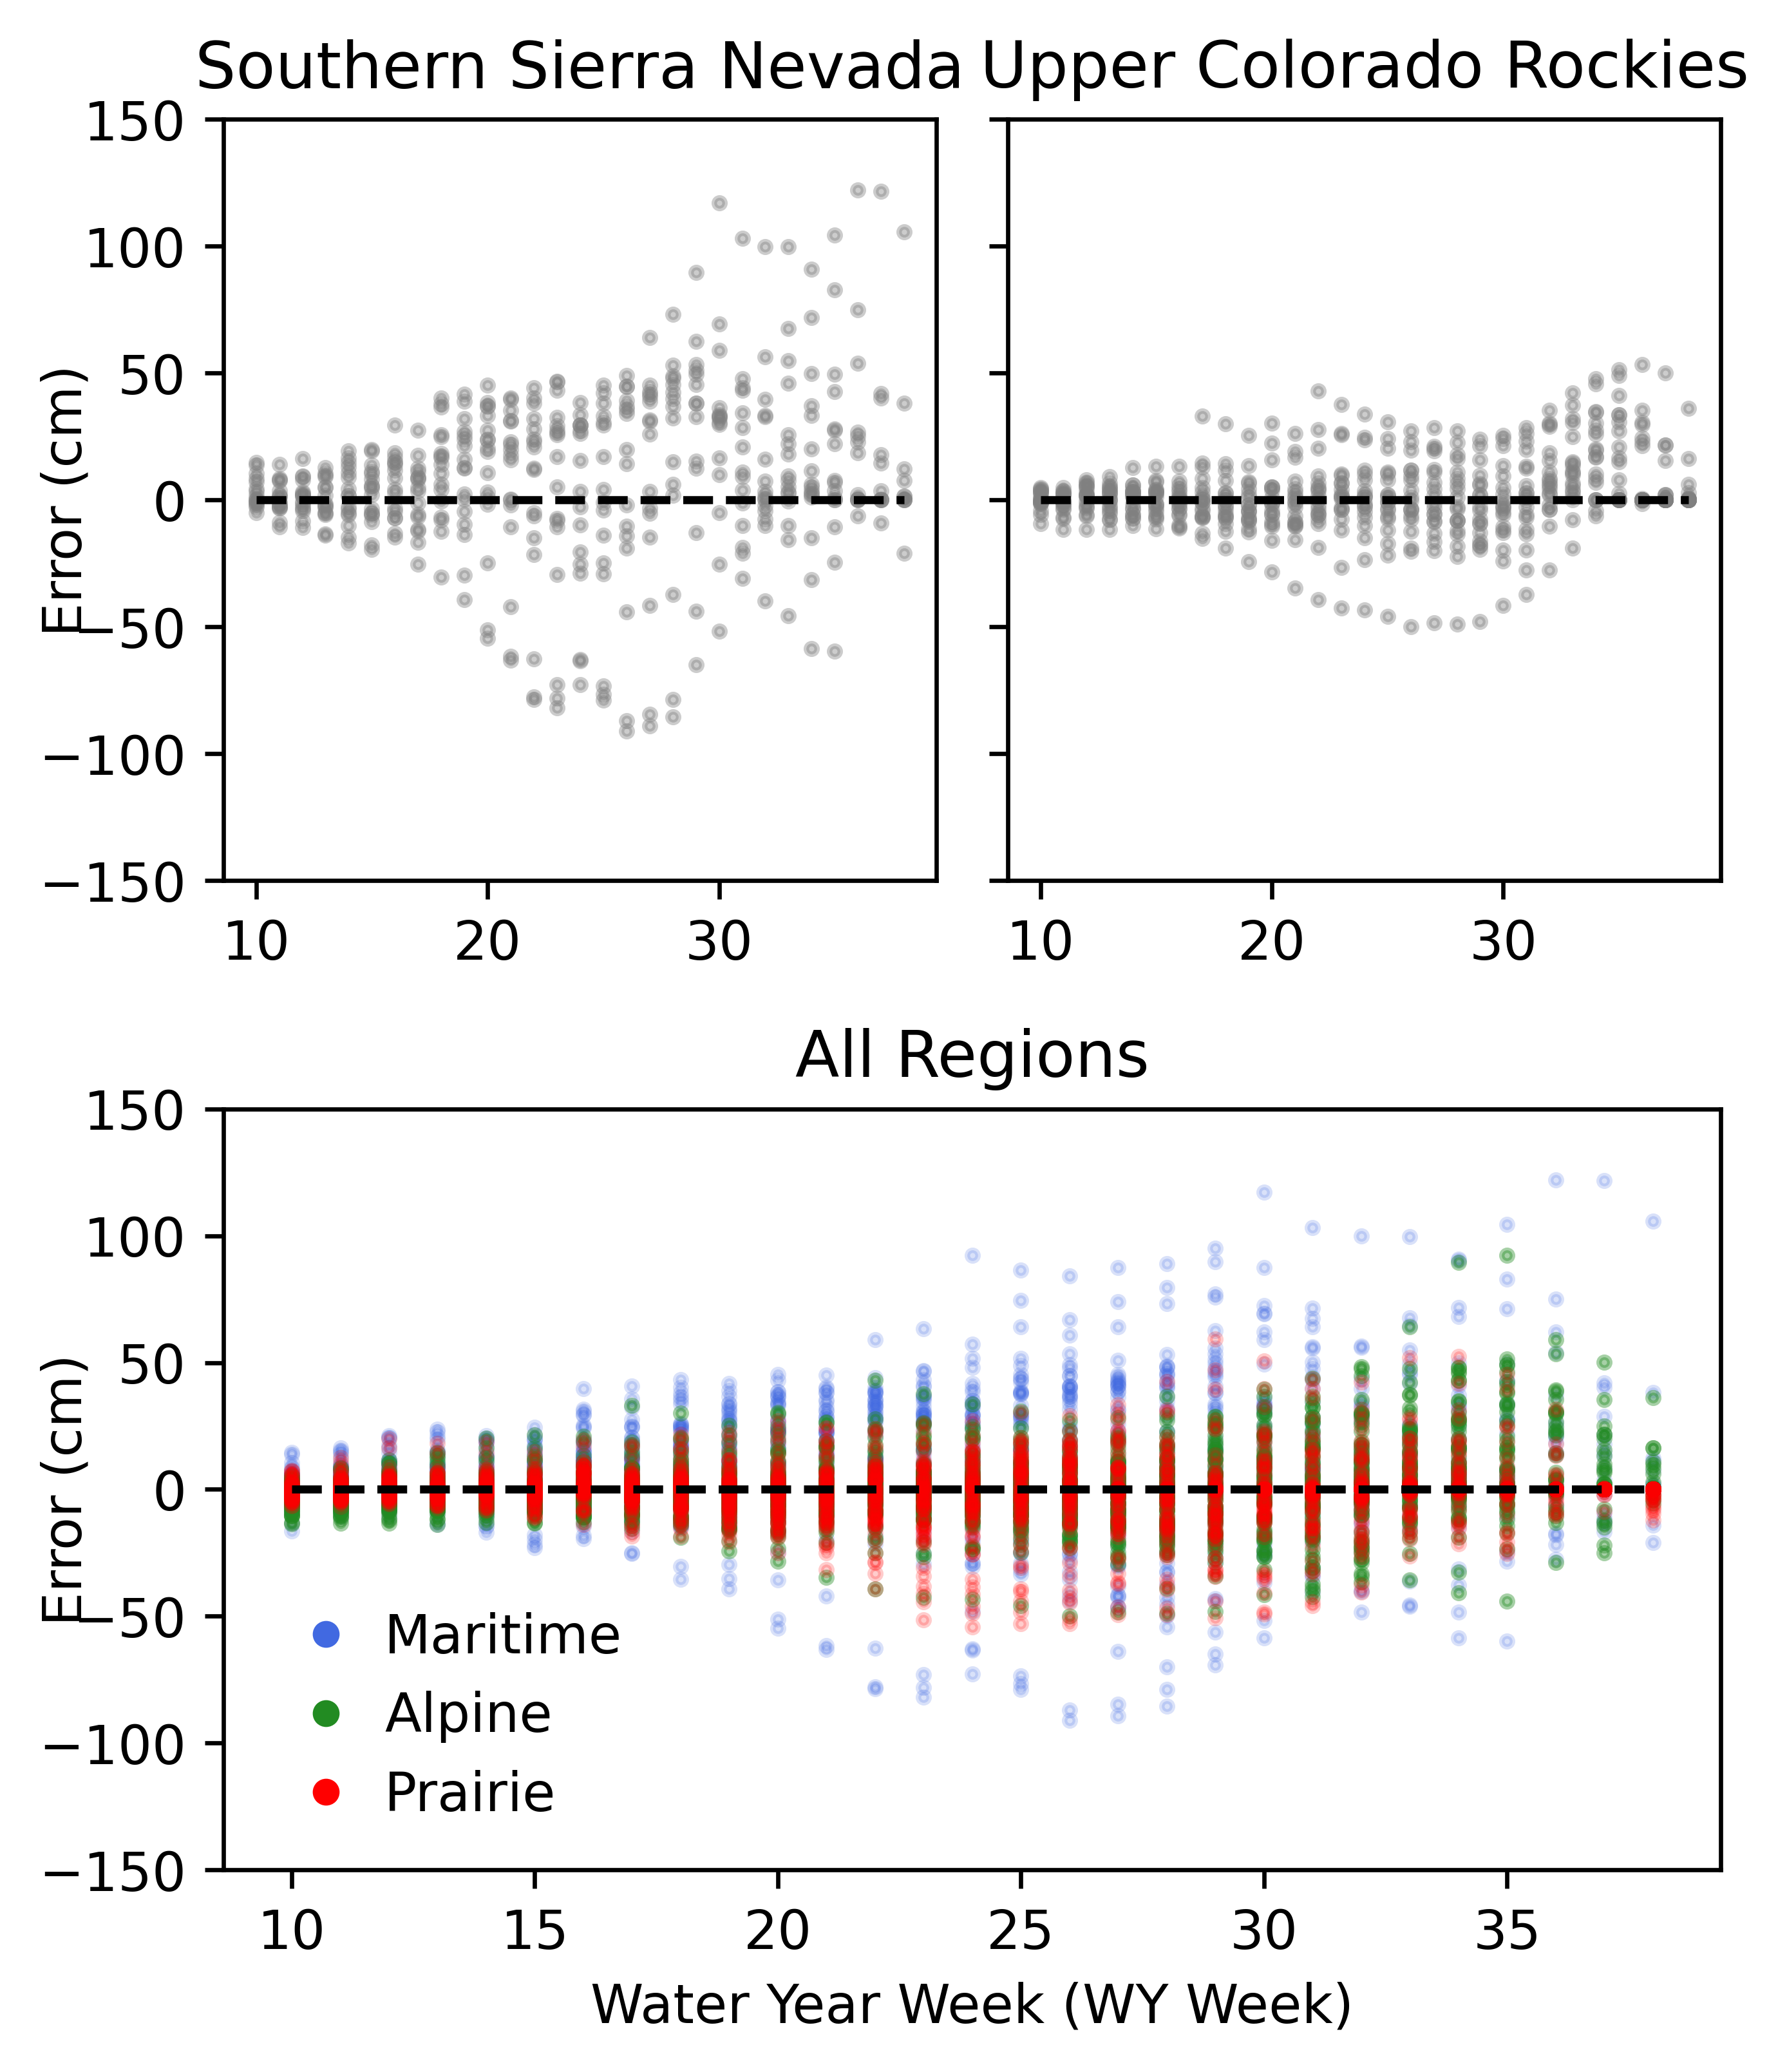 Southern Sierra Nevada
Upper Colorado Rockies
150
100
50
0
−50
−100
−150
Error (cm)
10
20
30
10
20
30
All Regions
150
100
50
0
−50
−100
−150
Error (cm)
Maritime
Alpine
Prairie
10
15
20
25
30
35
Water Year Week (WY Week)